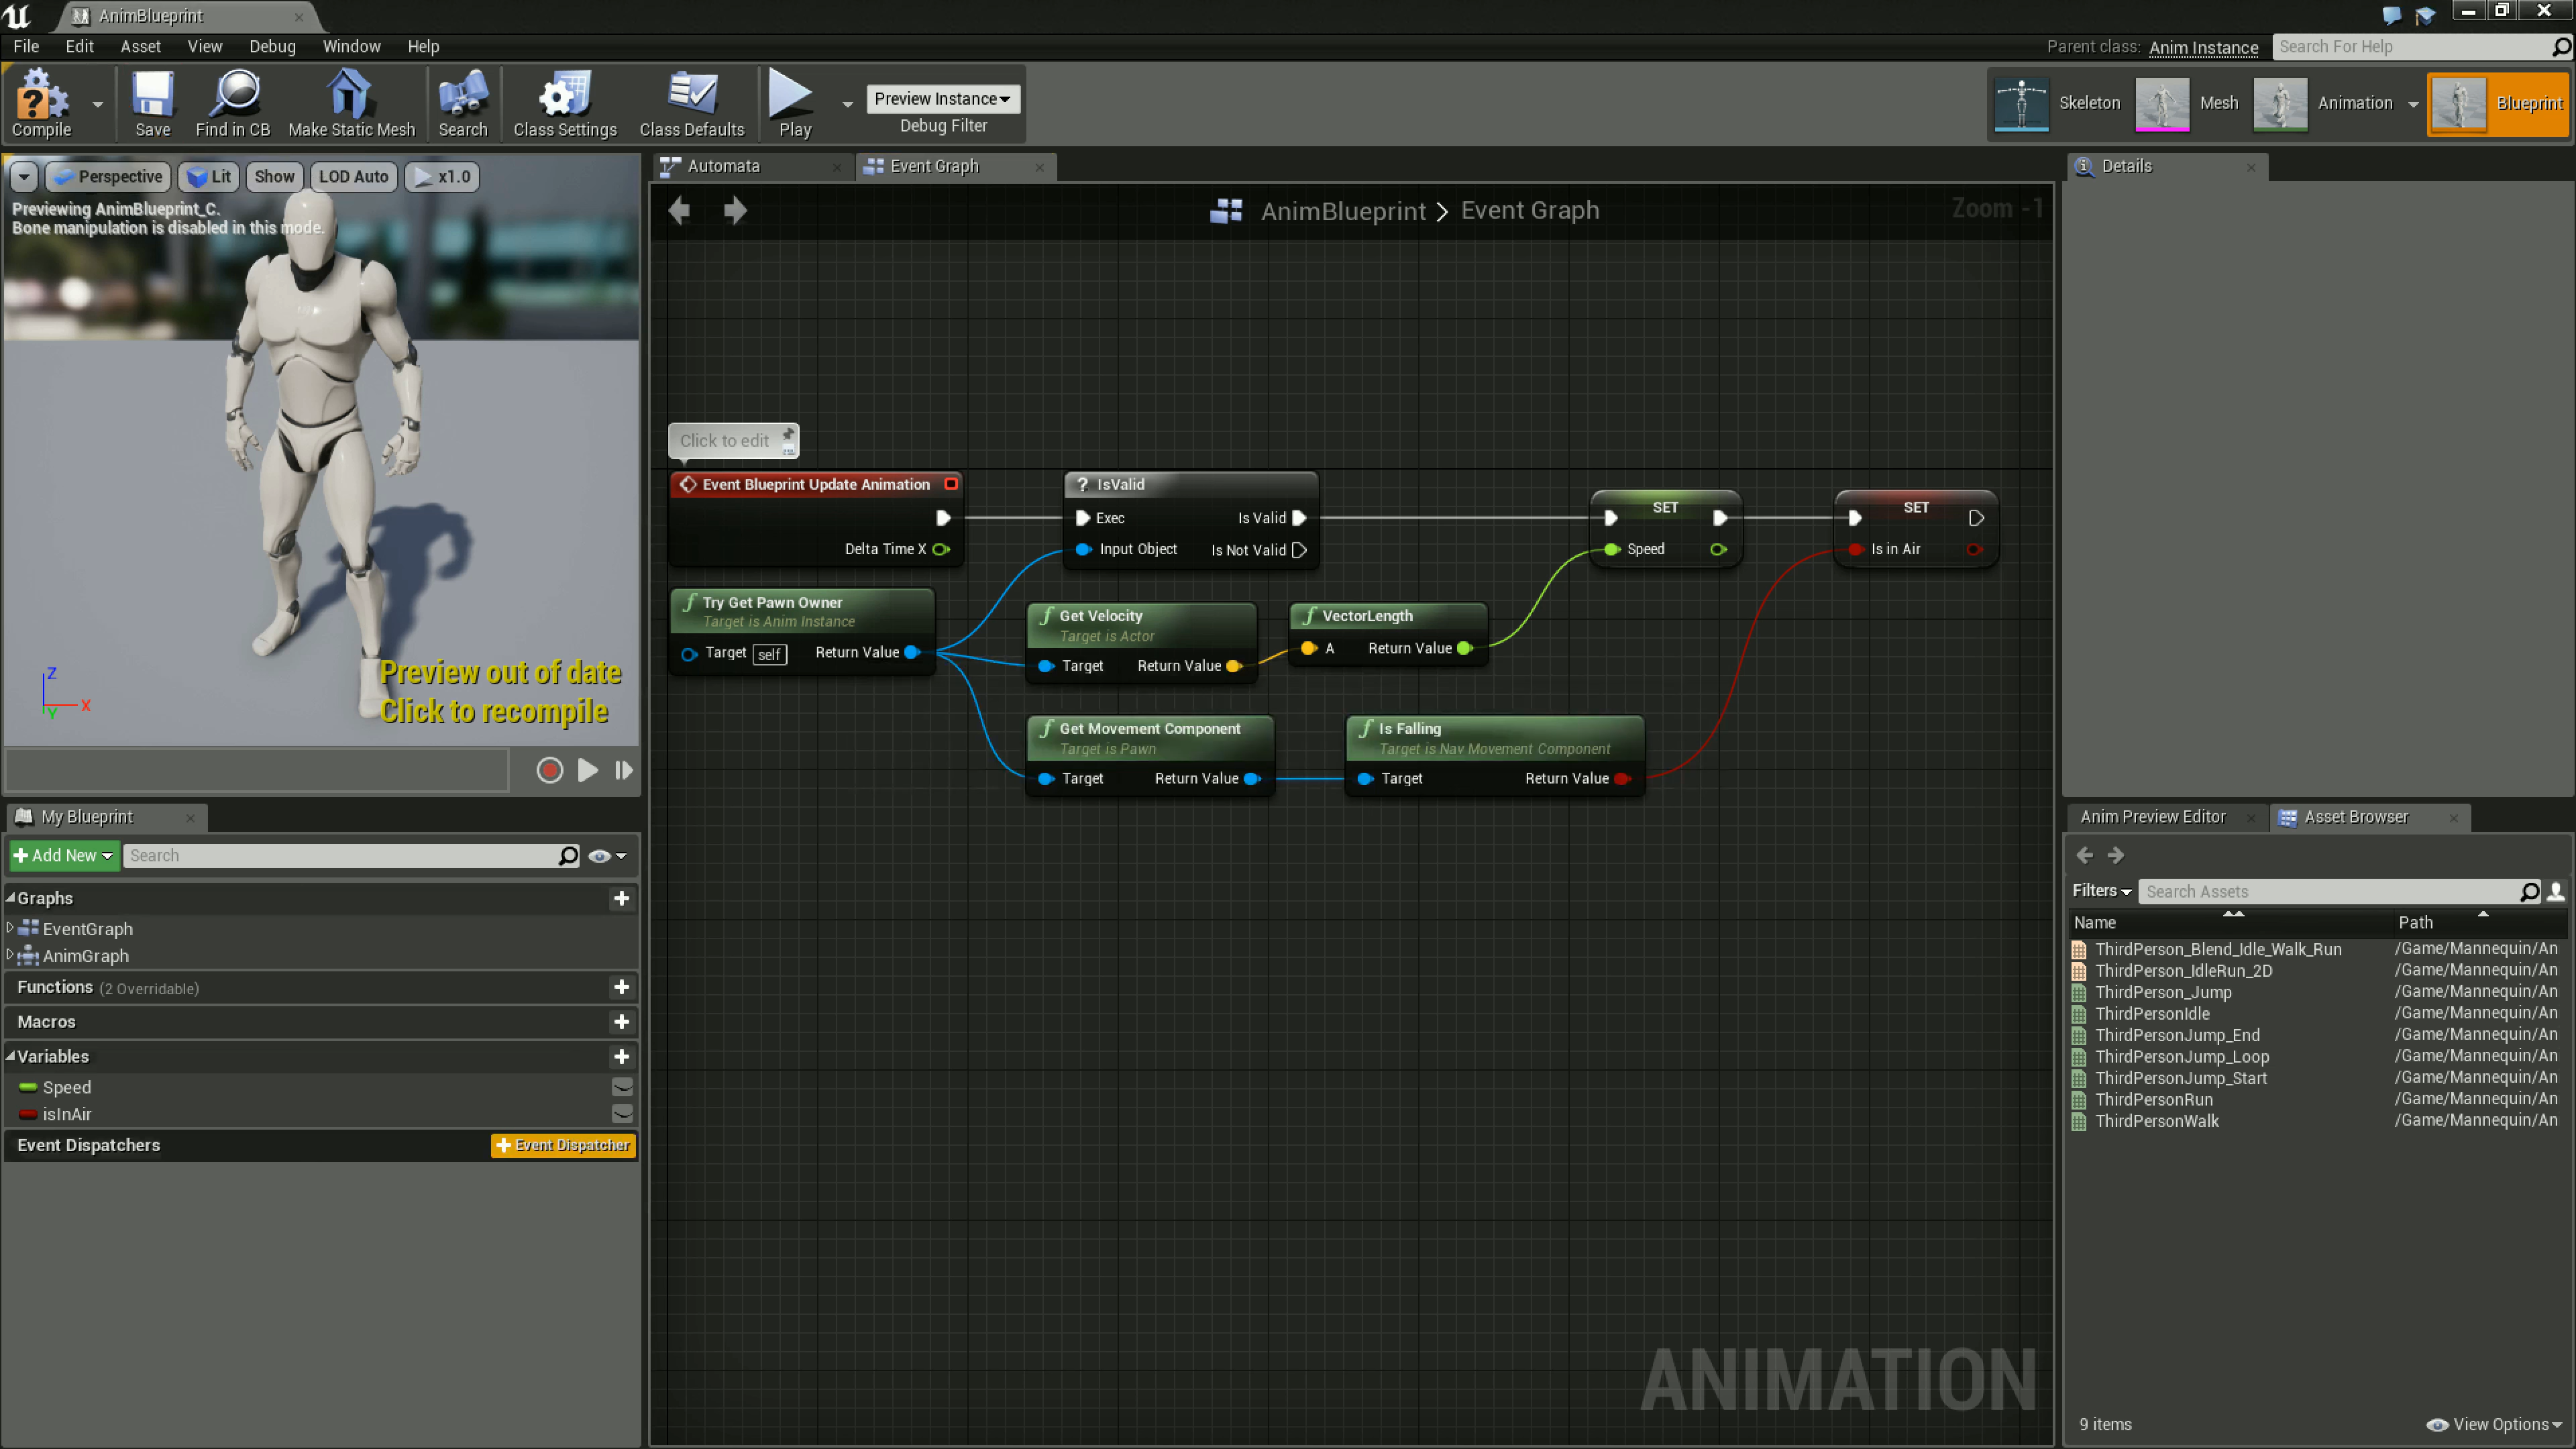 AnimBlueprint
File Edit Asset View Debug Window Help
Parent class: Anim Instance Search For Help
Compile Save Find in CB Make Static Mesh Search Class Settings Class Defaults Play
Preview Instance
Debug Filter
Skeleton Mesh Animation Blueprint
Perspective Lit Show LOD Auto x1.0
Previewing AnimBlueprint_C.
Bone manipulation is disabled in this mode.
Z
X
Y
Preview out of date
Click to recompile
My Blueprint
Add New Search
Graphs
EventGraph
AnimGraph
Functions (2 Overridable)
Macros
Variables
Speed
isInAir
Event Dispatchers Event Dispatcher
Automata Event Graph
AnimBlueprint > Event Graph Zoom -1
Click to edit
Event Blueprint Update Animation
Delta Time X
? IsValid
Exec Is Valid
Input Object Is Not Valid
SET
Speed
SET
Is in Air
f Try Get Pawn Owner
Target is Anim Instance
Target self Return Value
f Get Velocity
Target is Actor
Target Return Value
f VectorLength
A Return Value
f Get Movement Component
Target is Pawn
Target Return Value
f Is Falling
Target is Nav Movement Component
Target Return Value
ANIMATION
Details
Anim Preview Editor Asset Browser
Filters Search Assets
Name Path
ThirdPerson_Blend_Idle_Walk_Run /Game/Mannequin/An
ThirdPerson_IdleRun_2D /Game/Mannequin/An
ThirdPerson_Jump /Game/Mannequin/An
ThirdPersonIdle /Game/Mannequin/An
ThirdPersonJump_End /Game/Mannequin/An
ThirdPersonJump_Loop /Game/Mannequin/An
ThirdPersonJump_Start /Game/Mannequin/An
ThirdPersonRun /Game/Mannequin/An
ThirdPersonWalk /Game/Mannequin/An
9 items View Options